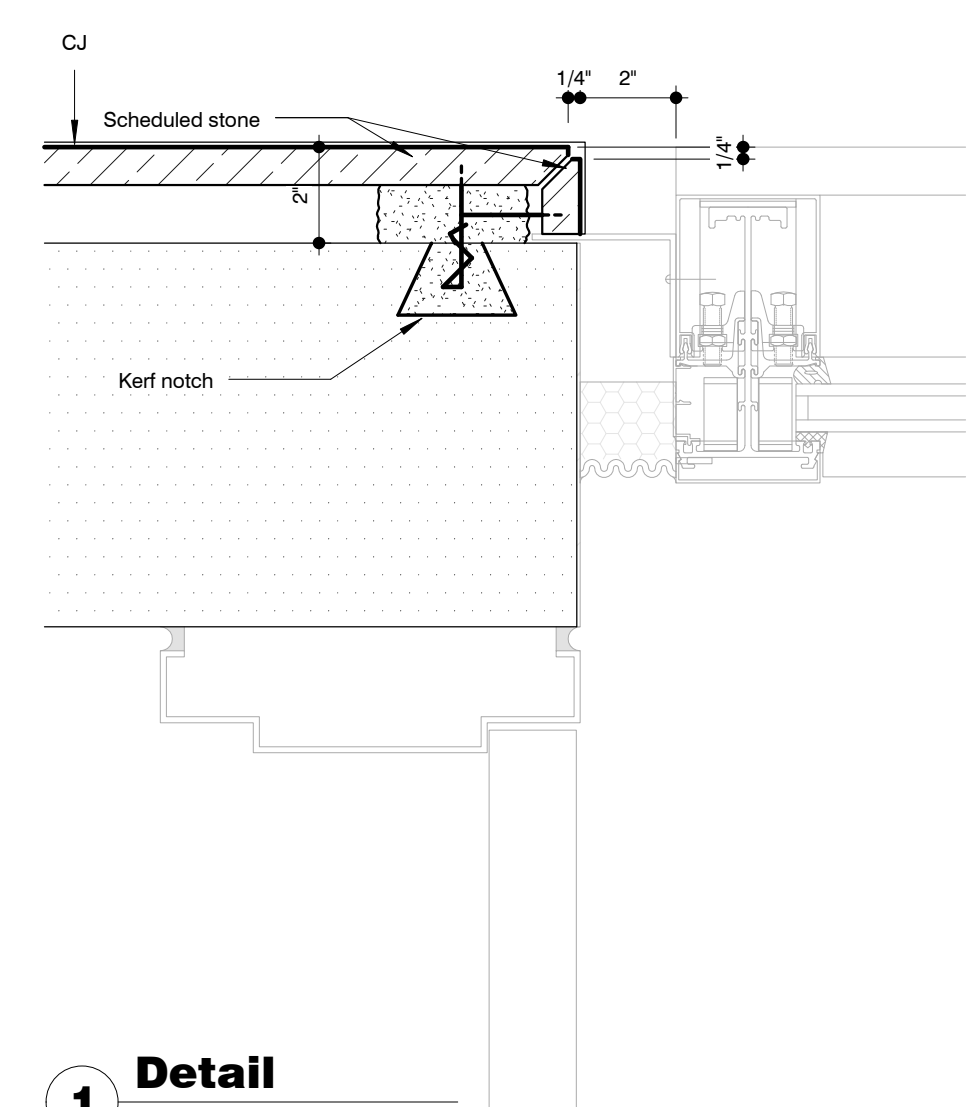 CJ
1/4" 2"
Scheduled stone
1/4"
2"
Kerf notch
Detail
1